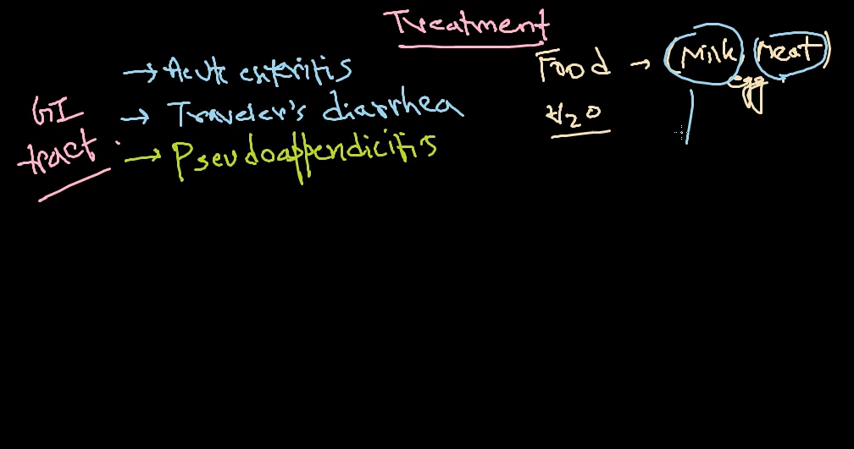 Treatment
→ Acute enteritis
GI tract → Traveler's diarrhea
→ Pseudoappendicitis
Food → (Milk, Meat)
egg
H2O